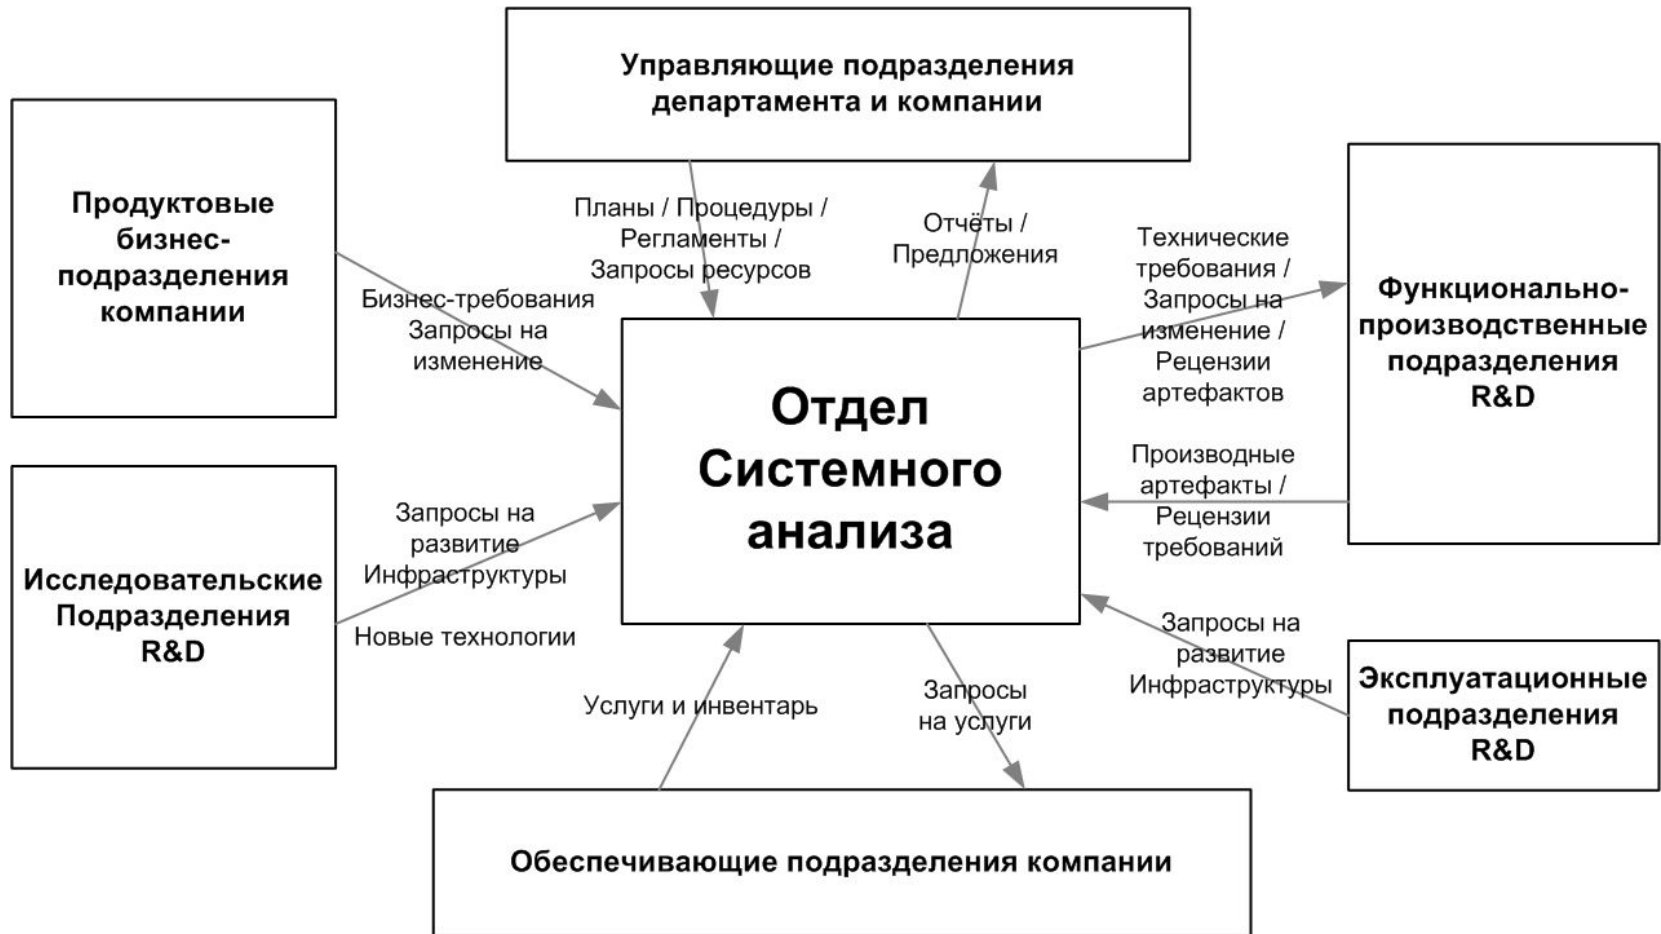 Управляющие подразделения
департамента и компании
Продуктовые
бизнес-
подразделения
компании
Планы / Процедуры /
Регламенты /
Запросы ресурсов
Отчёты /
Предложения
Технические
требования /
Запросы на
изменение /
Рецензии
артефактов
Функционально-
производственные
подразделения
R&D
Бизнес-требования
Запросы на
изменение
Отдел
Системного
анализа
Производные
артефакты /
Рецензии
требований
Исследовательские
Подразделения
R&D
Запросы на
развитие
Инфраструктуры
Новые технологии
Запросы на
развитие
Инфраструктуры
Эксплуатационные
подразделения
R&D
Услуги и инвентарь
Запросы
на услуги
Обеспечивающие подразделения компании